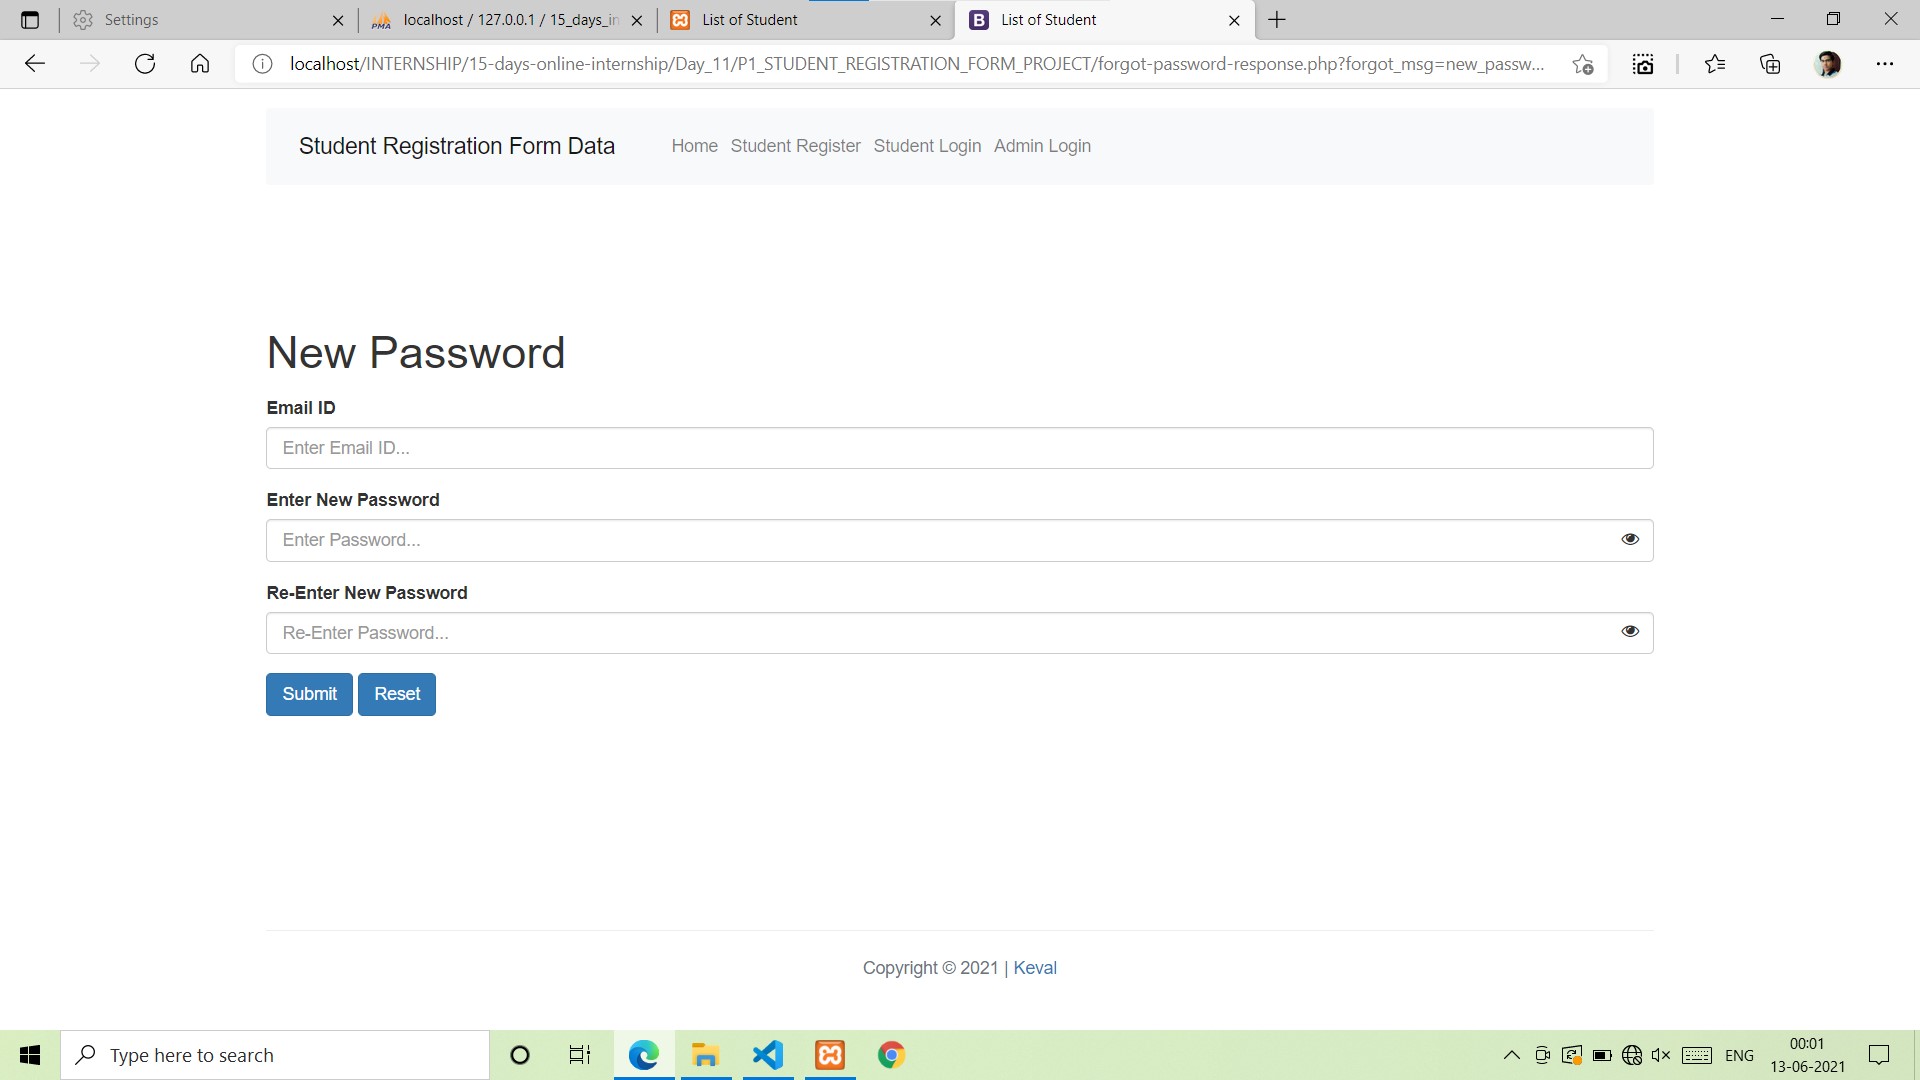 Settings
localhost / 127.0.0.1 / 15_days_in
List of Student
List of Student
localhost/INTERNSHIP/15-days-online-internship/Day_11/P1_STUDENT_REGISTRATION_FORM_PROJECT/forgot-password-response.php?forgot_msg=new_passw...
Student Registration Form Data
Home Student Register Student Login Admin Login
New Password
Email ID
Enter Email ID...
Enter New Password
Enter Password...
Re-Enter New Password
Re-Enter Password...
Submit Reset
Copyright © 2021 | Keval
Type here to search
ENG
00:01
13-06-2021